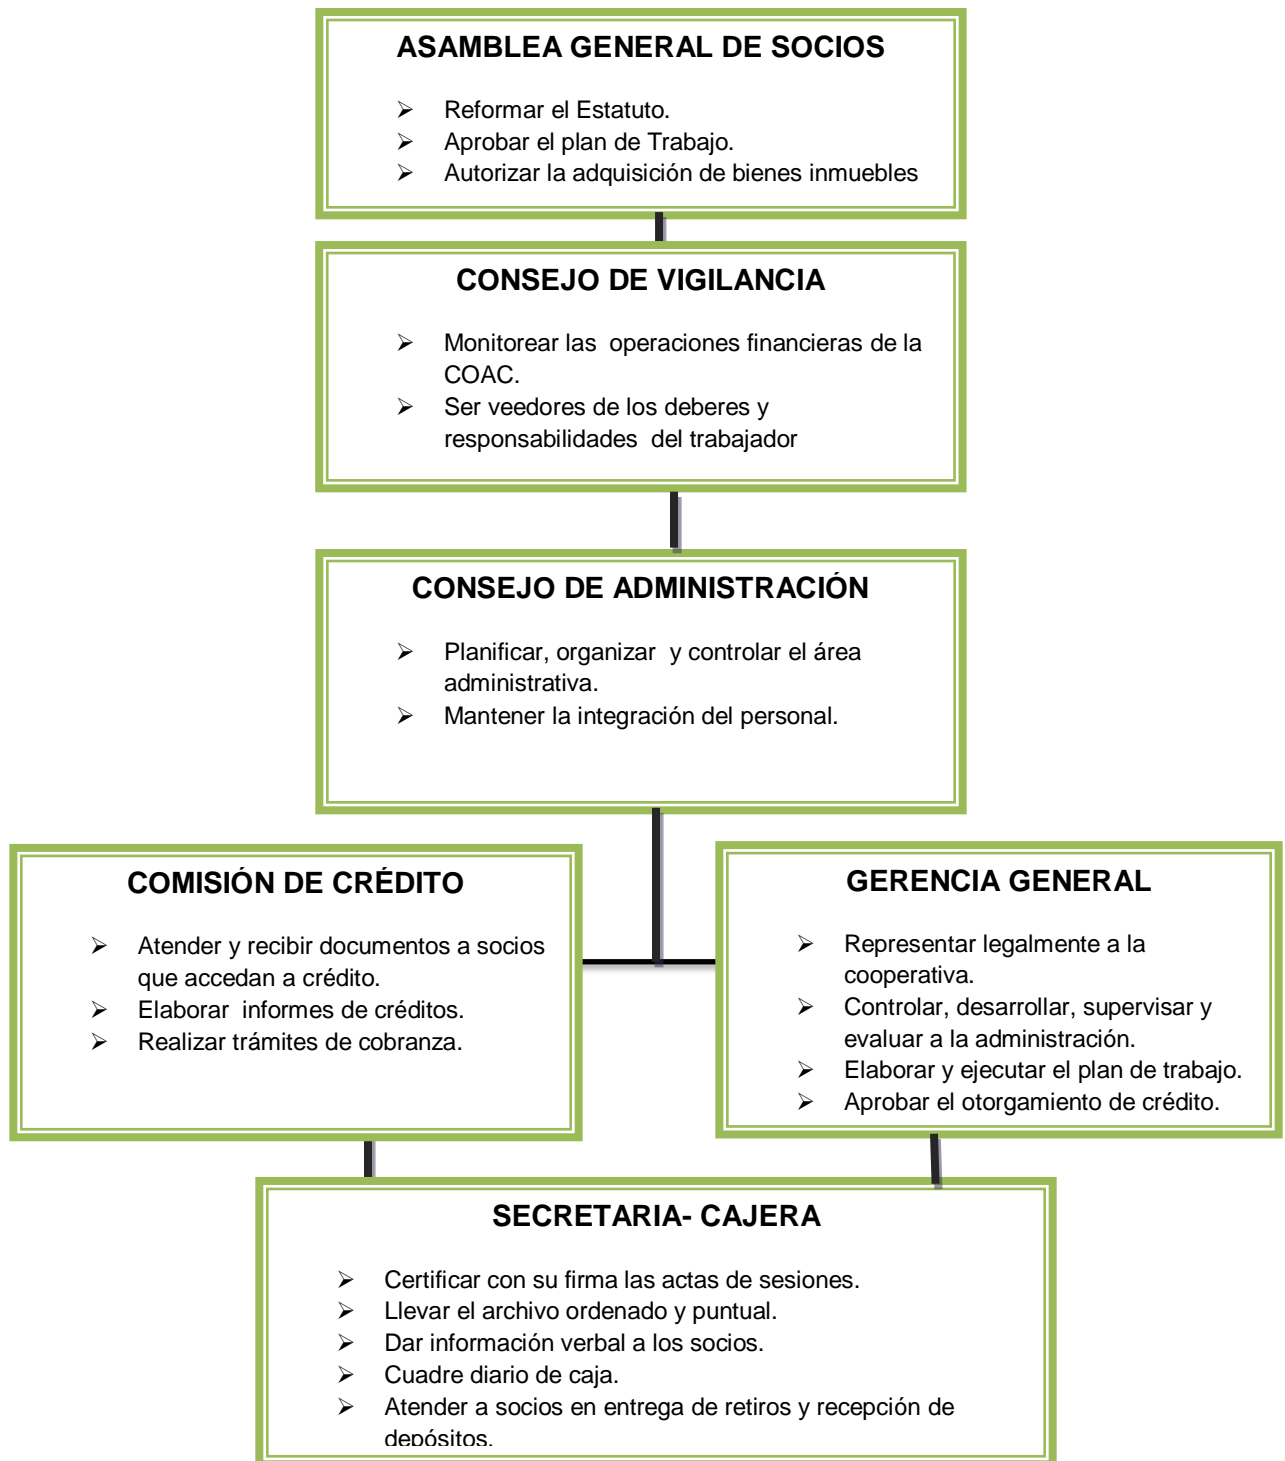 ASAMBLEA GENERAL DE SOCIOS
➢ Reformar el Estatuto.
➢ Aprobar el plan de Trabajo.
➢ Autorizar la adquisición de bienes inmuebles
CONSEJO DE VIGILANCIA
➢ Monitorear las operaciones financieras de la
COAC.
➢ Ser veedores de los deberes y
responsabilidades del trabajador
CONSEJO DE ADMINISTRACIÓN
➢ Planificar, organizar y controlar el área
administrativa.
➢ Mantener la integración del personal.
COMISIÓN DE CRÉDITO
➢ Atender y recibir documentos a socios
que accedan a crédito.
➢ Elaborar informes de créditos.
➢ Realizar trámites de cobranza.
GERENCIA GENERAL
➢ Representar legalmente a la
cooperativa.
➢ Controlar, desarrollar, supervisar y
evaluar a la administración.
➢ Elaborar y ejecutar el plan de trabajo.
➢ Aprobar el otorgamiento de crédito.
SECRETARIA- CAJERA
➢ Certificar con su firma las actas de sesiones.
➢ Llevar el archivo ordenado y puntual.
➢ Dar información verbal a los socios.
➢ Cuadre diario de caja.
➢ Atender a socios en entrega de retiros y recepción de
depósitos.